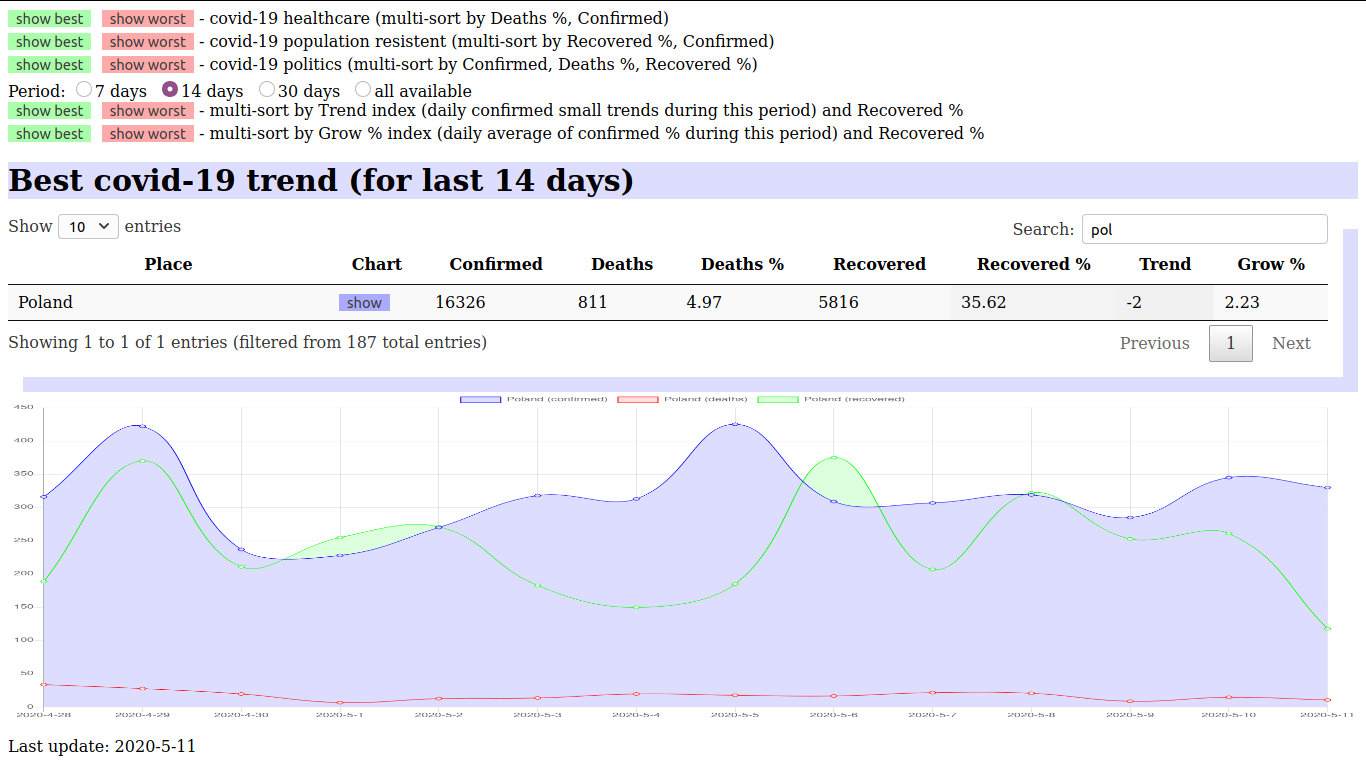 show best show worst - covid-19 healthcare (multi-sort by Deaths %, Confirmed)
show best show worst - covid-19 population resistent (multi-sort by Recovered %, Confirmed)
show best show worst - covid-19 politics (multi-sort by Confirmed, Deaths %, Recovered %)
Period: 7 days 14 days 30 days all available
show best show worst - multi-sort by Trend index (daily confirmed small trends during this period) and Recovered %
show best show worst - multi-sort by Grow % index (daily average of confirmed % during this period) and Recovered %
Best covid-19 trend (for last 14 days)
Show 10 entries Search: pol
Place Chart Confirmed Deaths Deaths % Recovered Recovered % Trend Grow %
Poland show 16326 811 4.97 5816 35.62 -2 2.23
Showing 1 to 1 of 1 entries (filtered from 187 total entries) Previous 1 Next
Poland (confirmed) Poland (deaths) Poland (recovered)
450
400
350
300
250
200
150
100
50
0
2020-4-28 2020-4-29 2020-4-30 2020-5-1 2020-5-2 2020-5-3 2020-5-4 2020-5-5 2020-5-6 2020-5-7 2020-5-8 2020-5-9 2020-5-10 2020-5-11
Last update: 2020-5-11